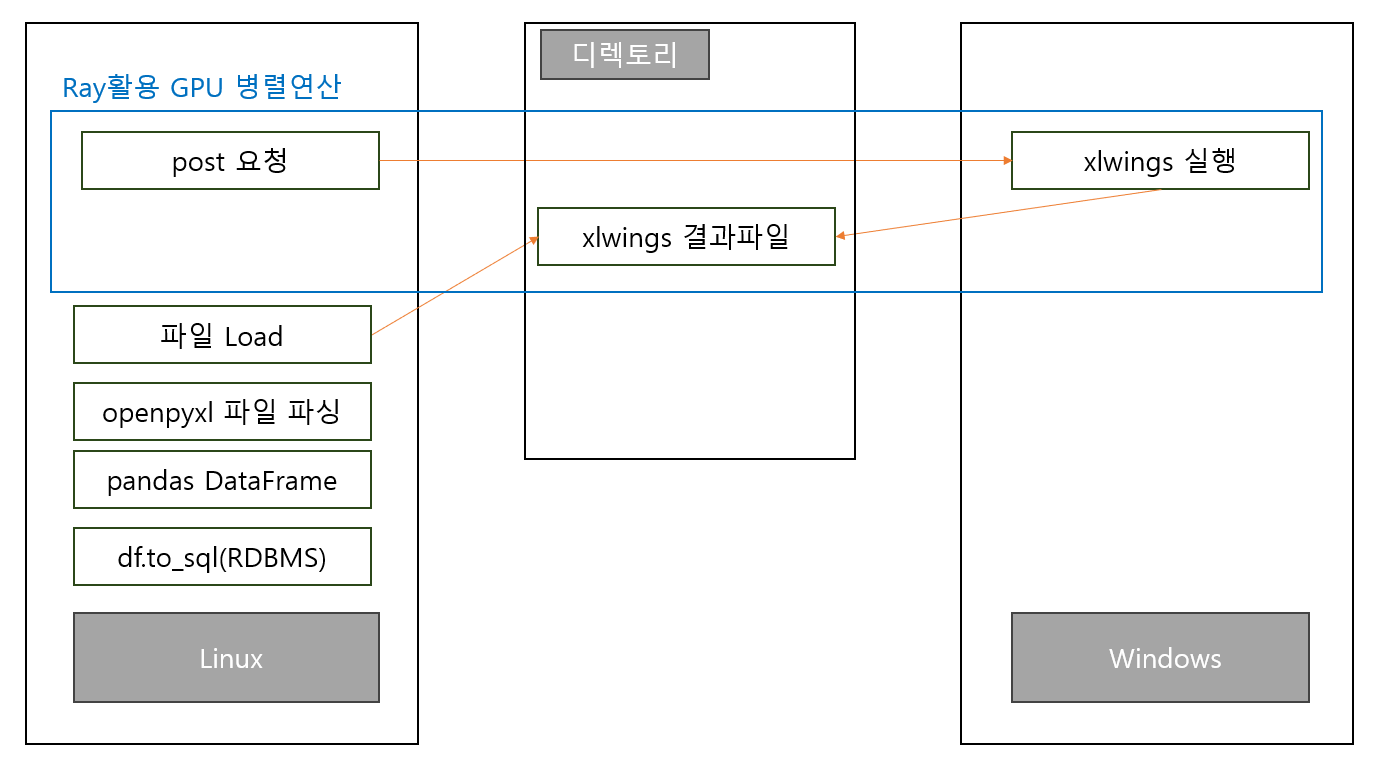 디렉토리
Ray활용 GPU 병렬연산
post 요청
xlwings 실행
xlwings 결과파일
파일 Load
openpyxl 파일 파싱
pandas DataFrame
df.to_sql(RDBMS)
Linux
Windows